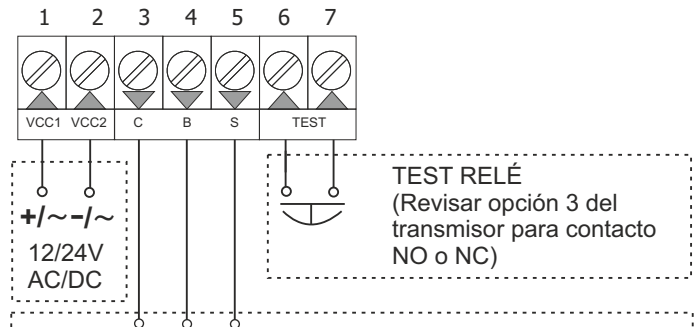 1 2 3 4 5 6 7
VCC1 VCC2 C B S TEST
+/~ -/~
12/24V
AC/DC
TEST RELÉ
(Revisar opción 3 del
transmisor para contacto
NO o NC)